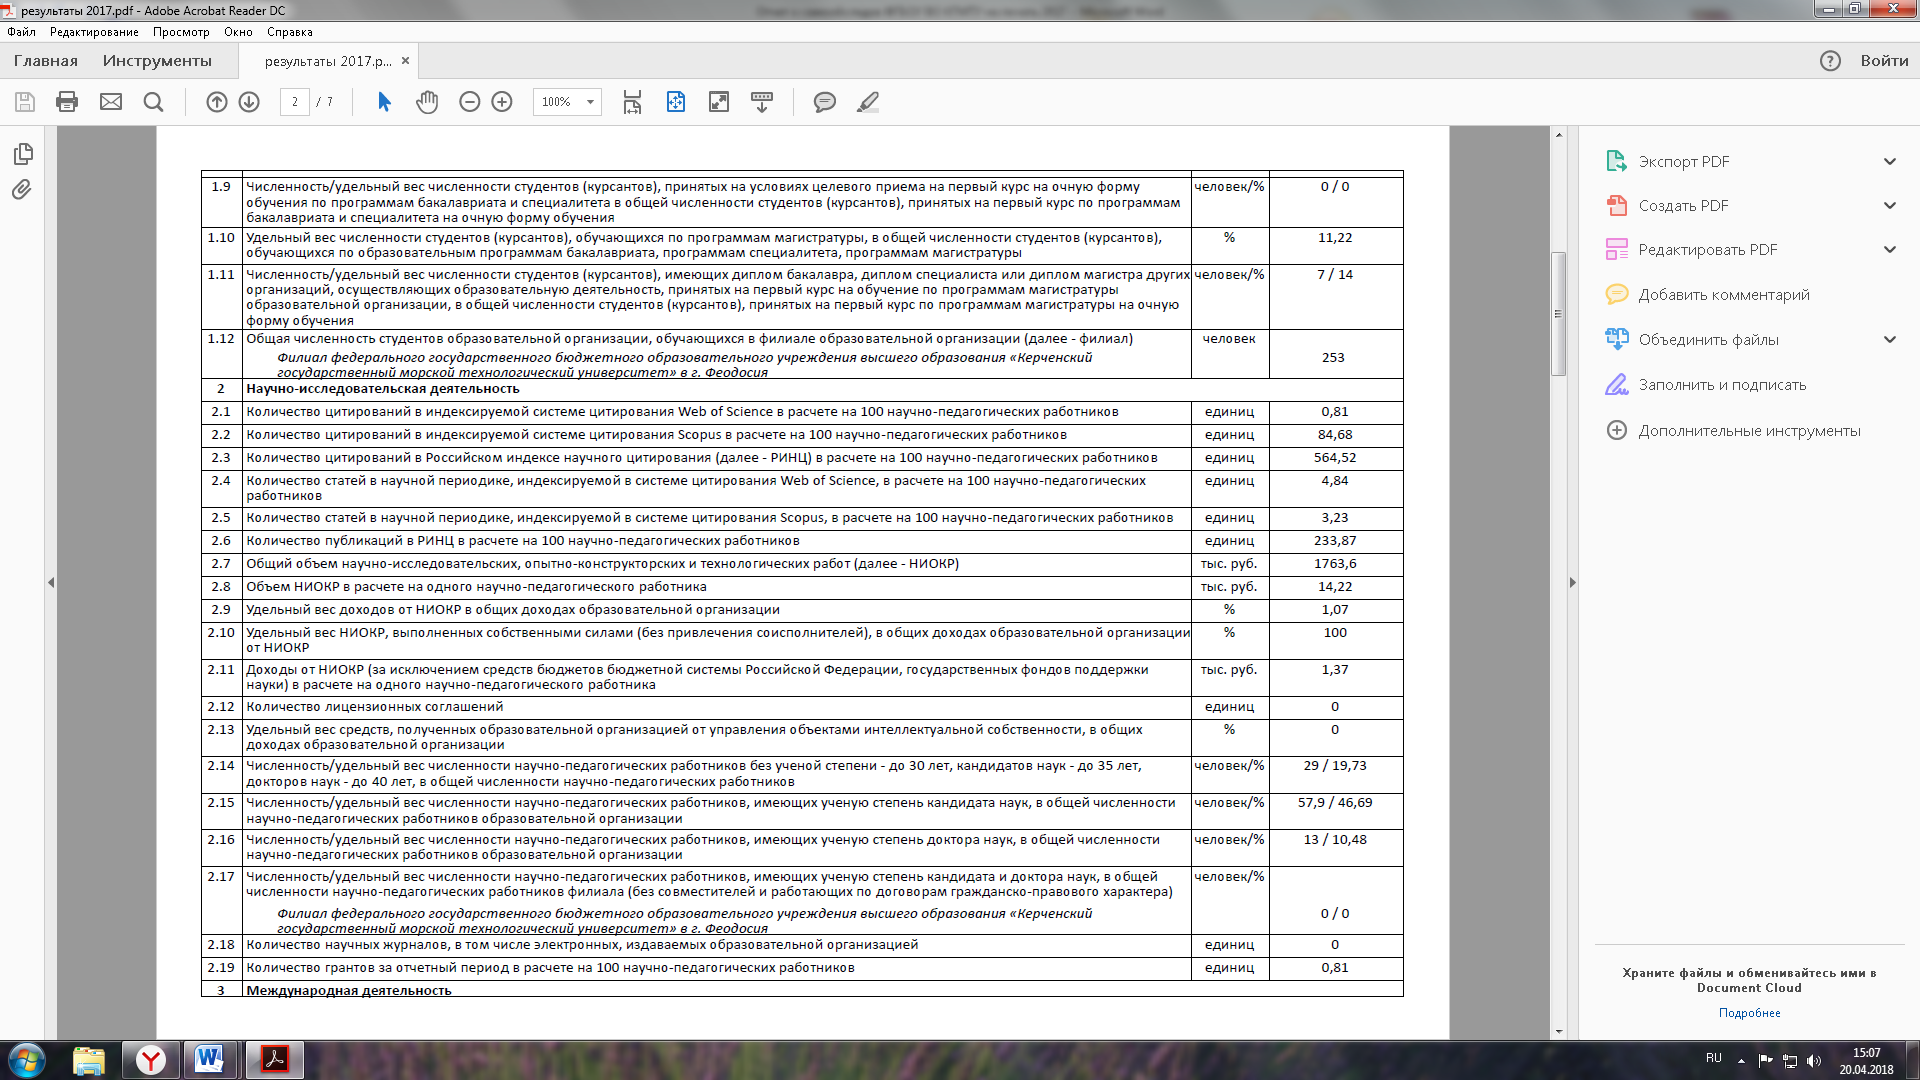 результаты 2017.pdf - Adobe Acrobat Reader DC
Файл Редактирование Просмотр Окно Справка
Главная Инструменты результаты 2017.p... × ? Войти
2 / 7 100%
1.9 Численность/удельный вес численности студентов (курсантов), принятых на условиях целевого приема на первый курс на очную форму человек/% 0 / 0
обучения по программам бакалавриата и специалитета в общей численности студентов (курсантов), принятых на первый курс по программам
бакалавриата и специалитета на очную форму обучения
1.10 Удельный вес численности студентов (курсантов), обучающихся по программам магистратуры, в общей численности студентов (курсантов), % 11,22
обучающихся по образовательным программам бакалавриата, программам специалитета, программам магистратуры
1.11 Численность/удельный вес численности студентов (курсантов), имеющих диплом бакалавра, диплом специалиста или диплом магистра других человек/% 7 / 14
организаций, осуществляющих образовательную деятельность, принятых на первый курс на обучение по программам магистратуры
образовательной организации, в общей численности студентов (курсантов), принятых на первый курс по программам магистратуры на очную
форму обучения
1.12 Общая численность студентов образовательной организации, обучающихся в филиале образовательной организации (далее - филиал) человек
Филиал федерального государственного бюджетного образовательного учреждения высшего образования «Керченский 253
государственный морской технологический университет» в г. Феодосия
2 Научно-исследовательская деятельность
2.1 Количество цитирований в индексируемой системе цитирования Web of Science в расчете на 100 научно-педагогических работников единиц 0,81
2.2 Количество цитирований в индексируемой системе цитирования Scopus в расчете на 100 научно-педагогических работников единиц 84,68
2.3 Количество цитирований в Российском индексе научного цитирования (далее - РИНЦ) в расчете на 100 научно-педагогических работников единиц 564,52
2.4 Количество статей в научной периодике, индексируемой в системе цитирования Web of Science, в расчете на 100 научно-педагогических единиц 4,84
работников
2.5 Количество статей в научной периодике, индексируемой в системе цитирования Scopus, в расчете на 100 научно-педагогических работников единиц 3,23
2.6 Количество публикаций в РИНЦ в расчете на 100 научно-педагогических работников единиц 233,87
2.7 Общий объем научно-исследовательских, опытно-конструкторских и технологических работ (далее - НИОКР) тыс. руб. 1763,6
2.8 Объем НИОКР в расчете на одного научно-педагогического работника тыс. руб. 14,22
2.9 Удельный вес доходов от НИОКР в общих доходах образовательной организации % 1,07
2.10 Удельный вес НИОКР, выполненных собственными силами (без привлечения соисполнителей), в общих доходах образовательной организации % 100
от НИОКР
2.11 Доходы от НИОКР (за исключением средств бюджетов бюджетной системы Российской Федерации, государственных фондов поддержки тыс. руб. 1,37
науки) в расчете на одного научно-педагогического работника
2.12 Количество лицензионных соглашений единиц 0
2.13 Удельный вес средств, полученных образовательной организацией от управления объектами интеллектуальной собственности, в общих % 0
доходах образовательной организации
2.14 Численность/удельный вес численности научно-педагогических работников без ученой степени - до 30 лет, кандидатов наук - до 35 лет, человек/% 29 / 19,73
докторов наук - до 40 лет, в общей численности научно-педагогических работников
2.15 Численность/удельный вес численности научно-педагогических работников, имеющих ученую степень кандидата наук, в общей численности человек/% 57,9 / 46,69
научно-педагогических работников образовательной организации
2.16 Численность/удельный вес численности научно-педагогических работников, имеющих ученую степень доктора наук, в общей численности человек/% 13 / 10,48
научно-педагогических работников образовательной организации
2.17 Численность/удельный вес численности научно-педагогических работников, имеющих ученую степень кандидата и доктора наук, в общей человек/%
численности научно-педагогических работников филиала (без совместителей и работающих по договорам гражданско-правового характера)
Филиал федерального государственного бюджетного образовательного учреждения высшего образования «Керченский 0 / 0
государственный морской технологический университет» в г. Феодосия
2.18 Количество научных журналов, в том числе электронных, издаваемых образовательной организацией единиц 0
2.19 Количество грантов за отчетный период в расчете на 100 научно-педагогических работников единиц 0,81
3 Международная деятельность
Экспорт PDF
Создать PDF
Редактировать PDF
Добавить комментарий
Объединить файлы
Заполнить и подписать
Дополнительные инструменты
Храните файлы и обменивайтесь ими в
Document Cloud
Подробнее
RU 15:07
20.04.2018